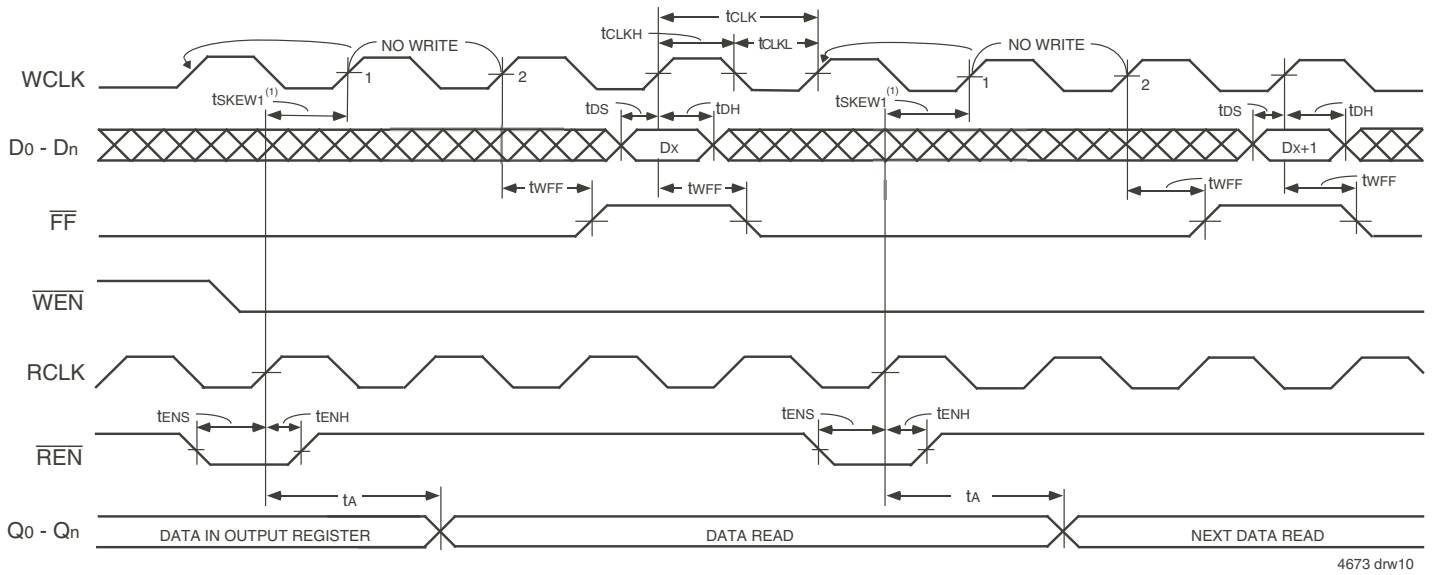 tCLK
NO WRITE
tCLKH
tCLKL
NO WRITE
WCLK
1
2
1
2
tSKEW1(1)
tDS
tDH
tSKEW1(1)
tDS
tDH
D0 - Dn
DX
DX+1
tWFF
tWFF
tWFF
tWFF
FF
WEN
RCLK
tENS
tENH
tENS
tENH
REN
tA
tA
Q0 - Qn
DATA IN OUTPUT REGISTER
DATA READ
NEXT DATA READ
4673 drw10